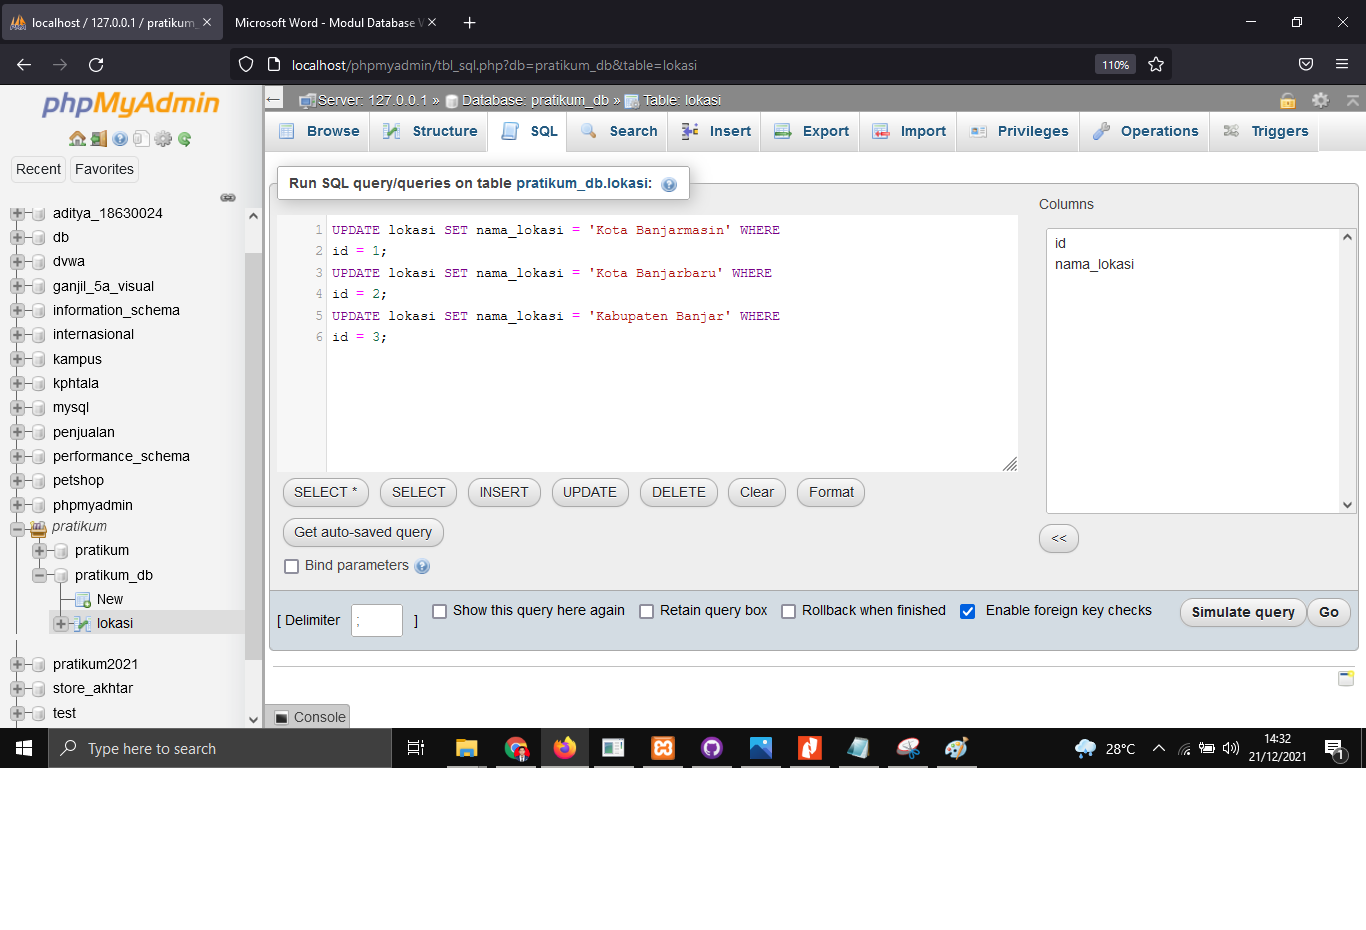 localhost / 127.0.0.1 / pratikum_
Microsoft Word - Modul Database V
localhost/phpmyadmin/tbl_sql.php?db=pratikum_db&table=lokasi
110%
phpMyAdmin
Recent
Favorites
aditya_18630024
db
dvwa
ganjil_5a_visual
information_schema
internasional
kampus
kphtala
mysql
penjualan
performance_schema
petshop
phpmyadmin
pratikum
pratikum
pratikum_db
New
lokasi
pratikum2021
store_akhtar
test
Server: 127.0.0.1 » Database: pratikum_db » Table: lokasi
Browse
Structure
SQL
Search
Insert
Export
Import
Privileges
Operations
Triggers
Run SQL query/queries on table pratikum_db.lokasi:
1 UPDATE lokasi SET nama_lokasi = 'Kota Banjarmasin' WHERE
2 id = 1;
3 UPDATE lokasi SET nama_lokasi = 'Kota Banjarbaru' WHERE
4 id = 2;
5 UPDATE lokasi SET nama_lokasi = 'Kabupaten Banjar' WHERE
6 id = 3;
Columns
id
nama_lokasi
SELECT *
SELECT
INSERT
UPDATE
DELETE
Clear
Format
Get auto-saved query
<<
Bind parameters
[ Delimiter ; ]
Show this query here again
Retain query box
Rollback when finished
Enable foreign key checks
Simulate query
Go
Console
Type here to search
28°C
14:32
21/12/2021
1